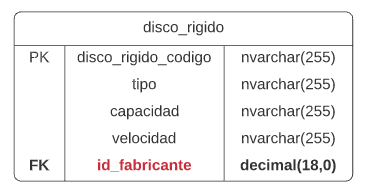 disco_rigido
PK disco_rigido_codigo nvarchar(255)
tipo nvarchar(255)
capacidad nvarchar(255)
velocidad nvarchar(255)
FK id_fabricante decimal(18,0)